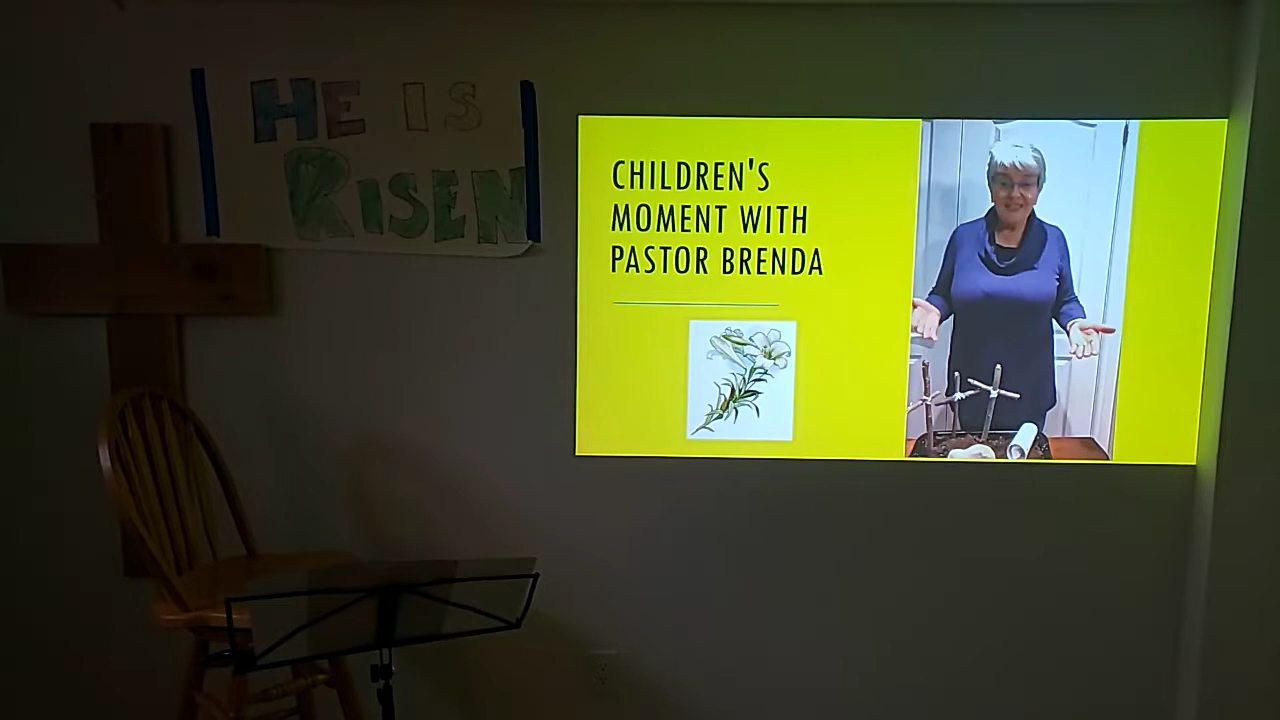 HE IS
RISEN
CHILDREN'S
MOMENT WITH
PASTOR BRENDA